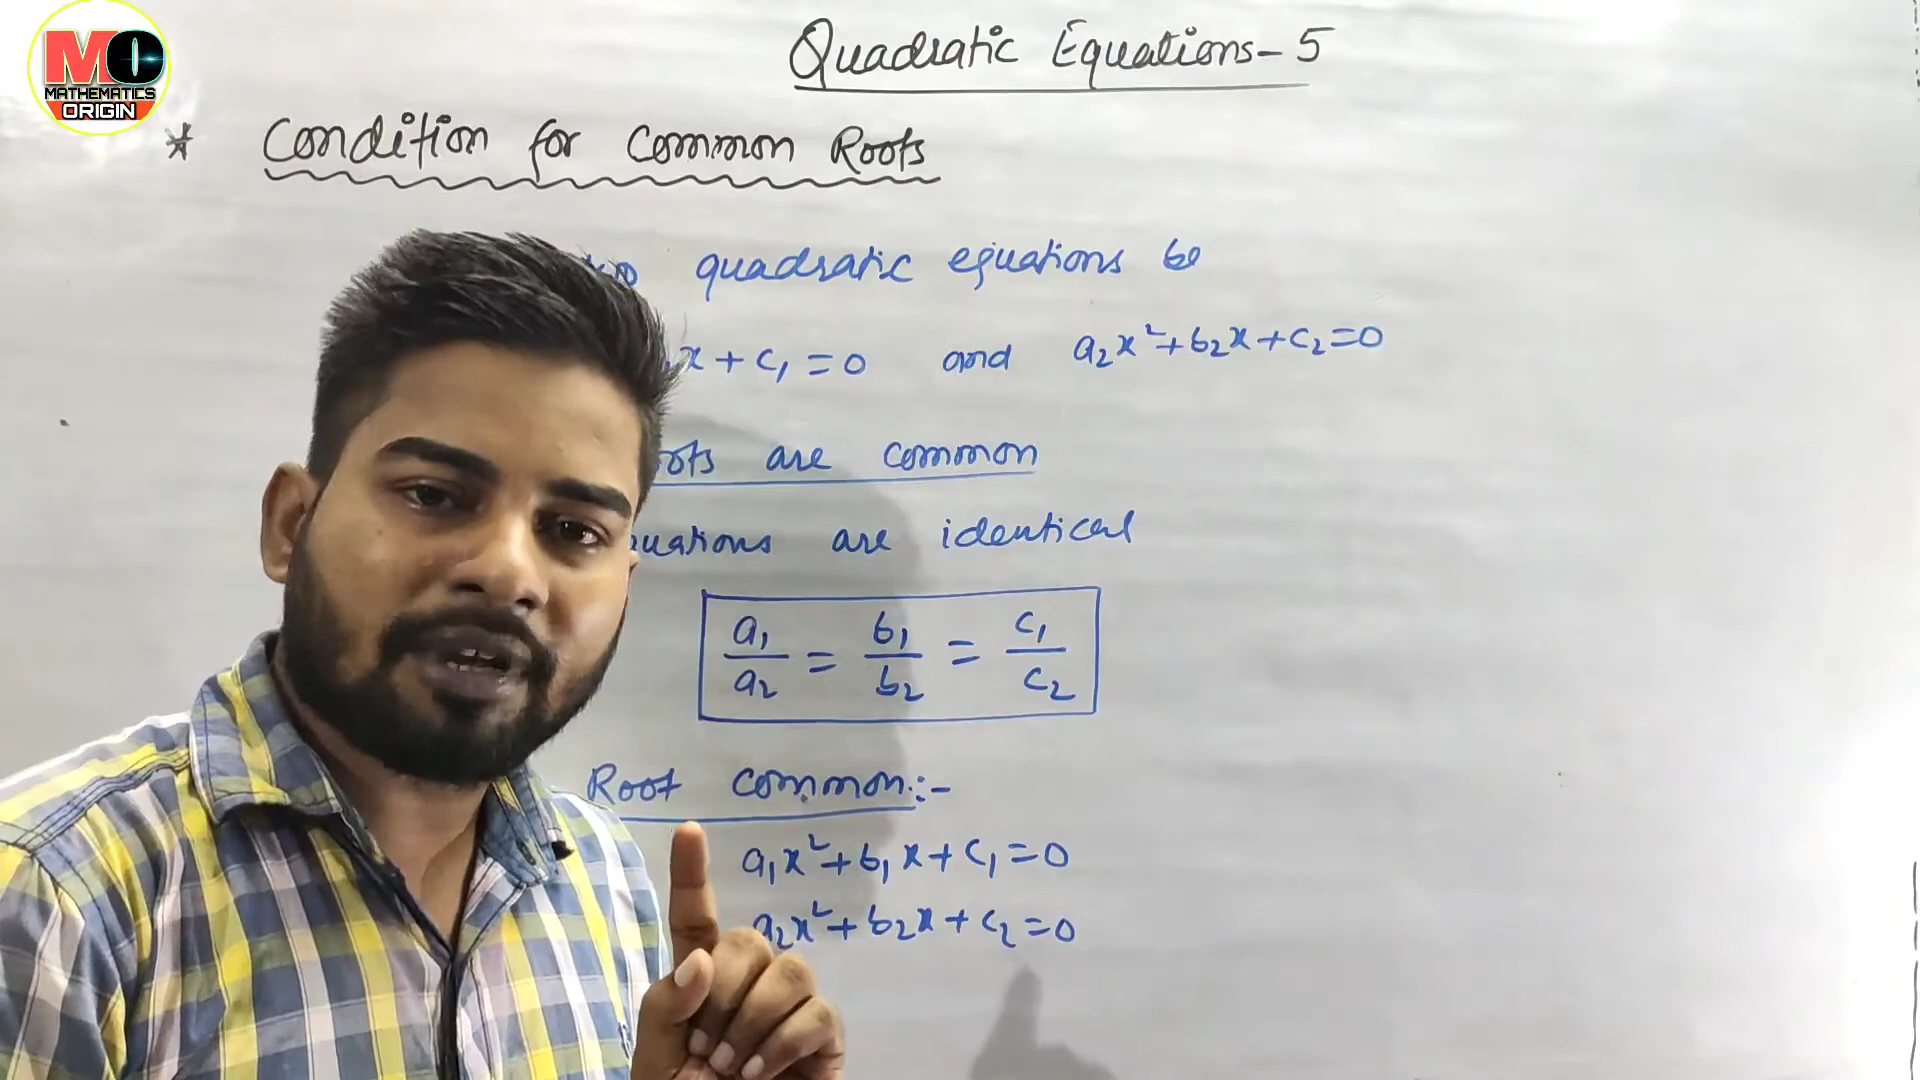 MO
MATHEMATICS
ORIGIN
Quadratic Equations-5
* Condition for Common Roots
quadratic equations be
x + c₁ = 0 and a₂x²+b₂x+c₂=0
are common
are identical
a₁/a₂ = b₁/b₂ = c₁/c₂
Root common:-
a₁x²+b₁x+c₁=0
a₂x²+b₂x+c₂=0